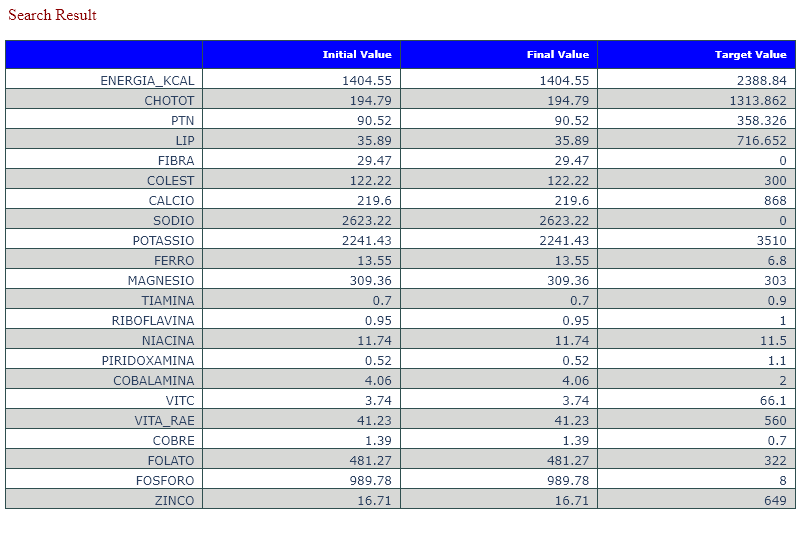 Search Result
Initial Value Final Value Target Value
ENERGIA_KCAL 1404.55 1404.55 2388.84
CHOTOT 194.79 194.79 1313.862
PTN 90.52 90.52 358.326
LIP 35.89 35.89 716.652
FIBRA 29.47 29.47 0
COLEST 122.22 122.22 300
CALCIO 219.6 219.6 868
SODIO 2623.22 2623.22 0
POTASSIO 2241.43 2241.43 3510
FERRO 13.55 13.55 6.8
MAGNESIO 309.36 309.36 303
TIAMINA 0.7 0.7 0.9
RIBOFLAVINA 0.95 0.95 1
NIACINA 11.74 11.74 11.5
PIRIDOXAMINA 0.52 0.52 1.1
COBALAMINA 4.06 4.06 2
VITC 3.74 3.74 66.1
VITA_RAE 41.23 41.23 560
COBRE 1.39 1.39 0.7
FOLATO 481.27 481.27 322
FOSFORO 989.78 989.78 8
ZINCO 16.71 16.71 649